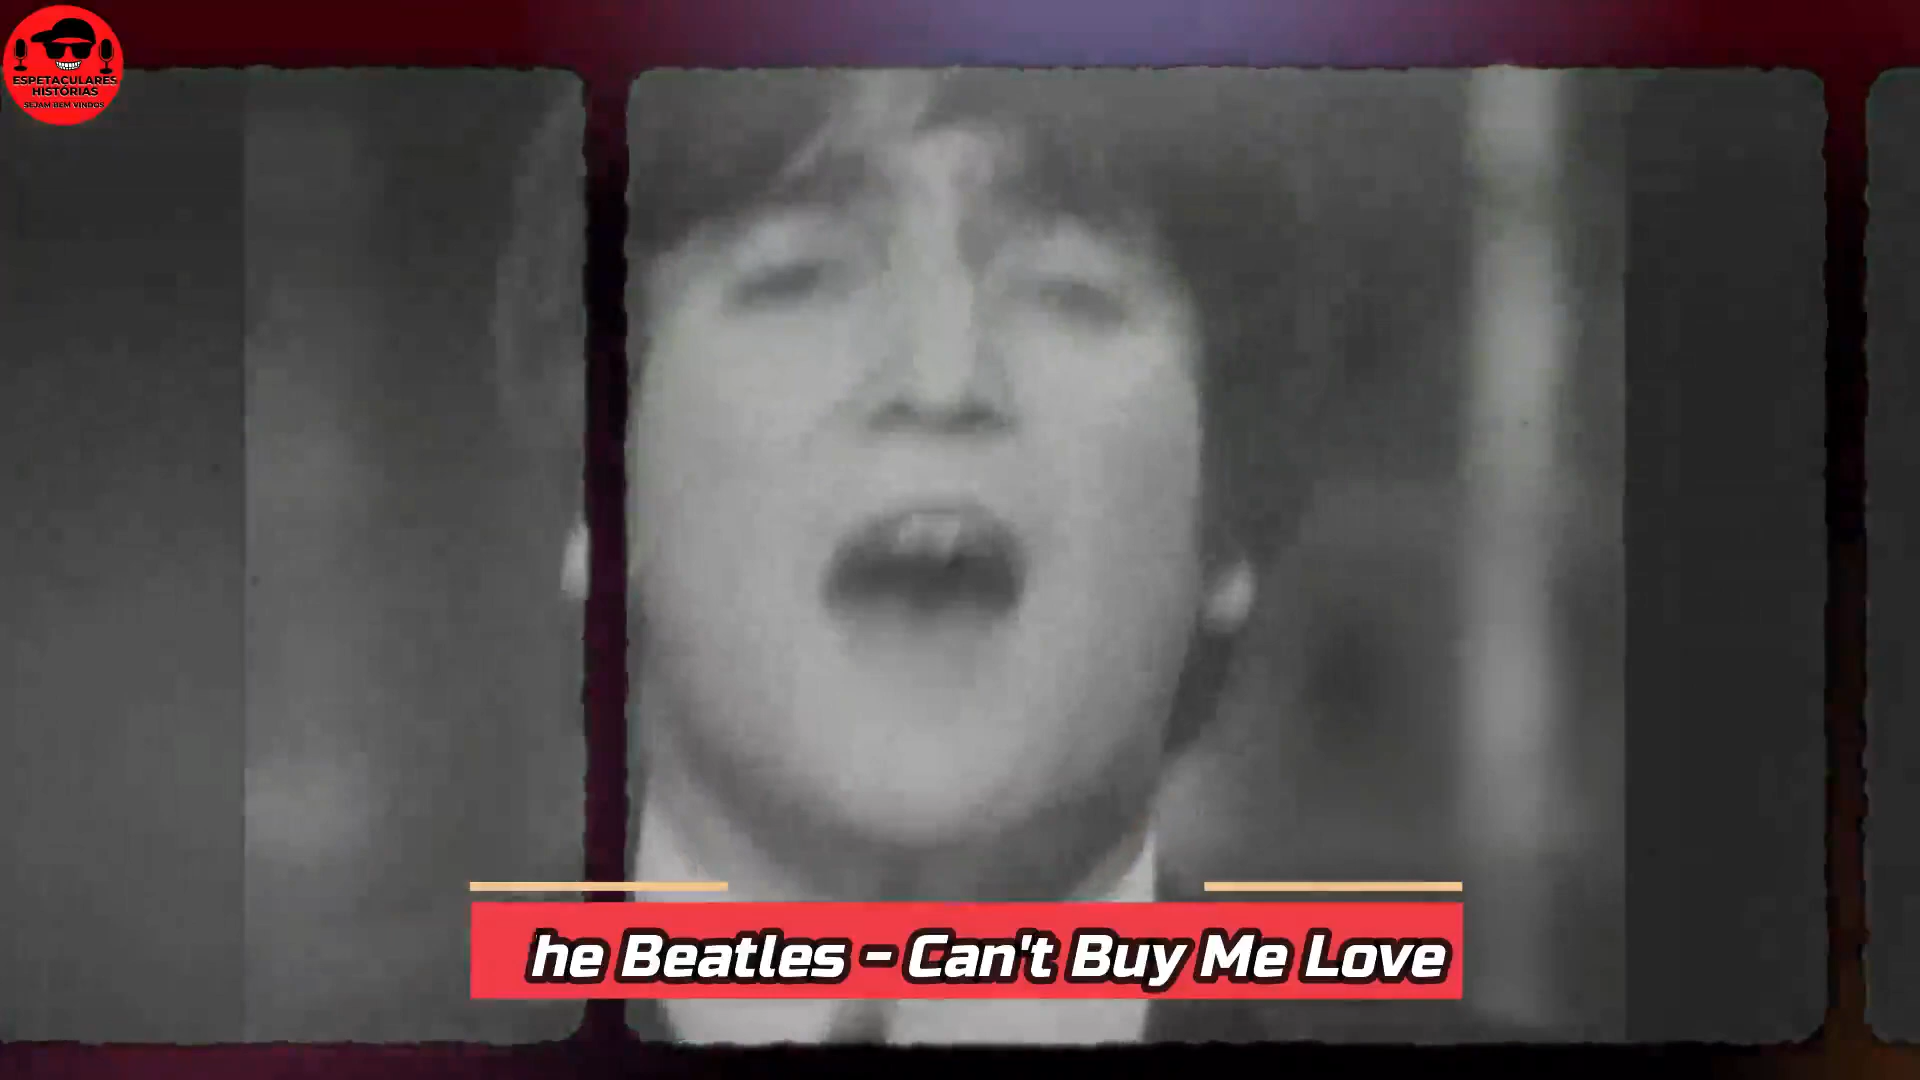 ESPETACULARES
HISTÓRIAS
SEJAM BEM VINDOS
he Beatles - Can't Buy Me Love